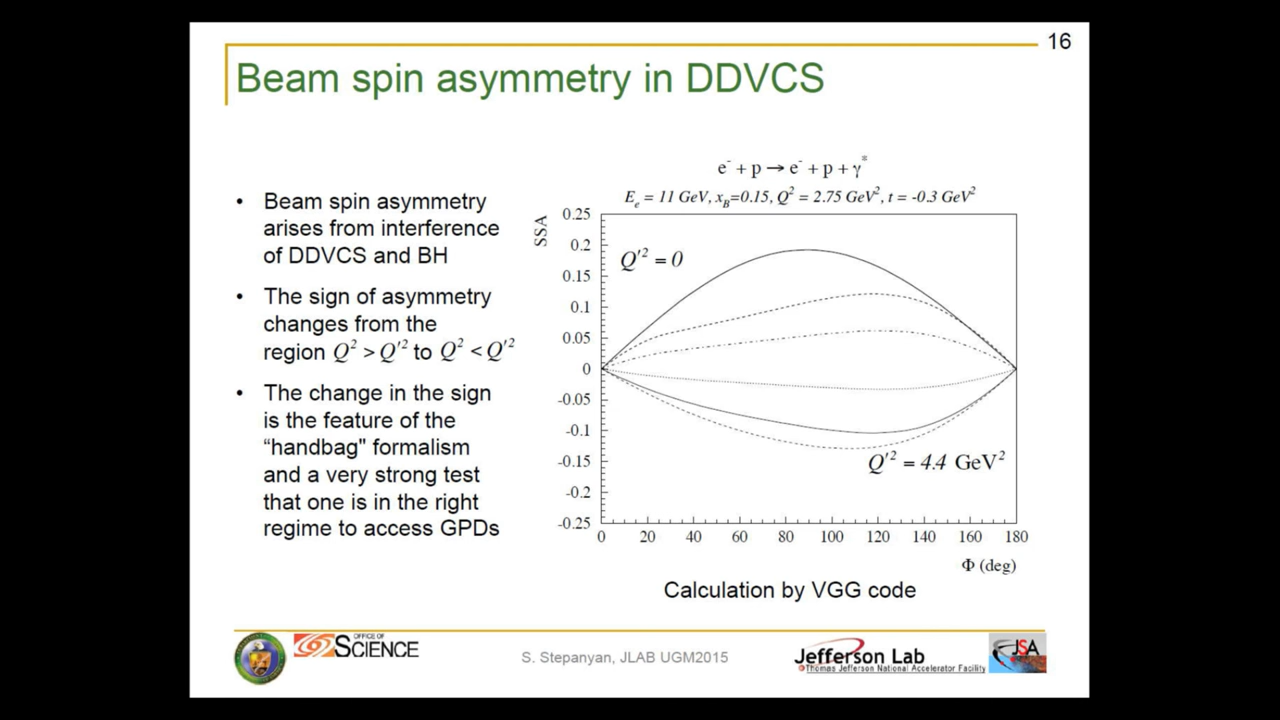 16
Beam spin asymmetry in DDVCS
• Beam spin asymmetry
arises from interference
of DDVCS and BH
• The sign of asymmetry
changes from the
region Q² > Q'² to Q² < Q'²
• The change in the sign
is the feature of the
“handbag" formalism
and a very strong test
that one is in the right
regime to access GPDs
e⁻ + p → e⁻ + p + γ*
Eₑ = 11 GeV, x_B=0.15, Q² = 2.75 GeV², t = -0.3 GeV²
SSA
0.25
0.2
0.15
0.1
0.05
0
-0.05
-0.1
-0.15
-0.2
-0.25
Q'² = 0
Q'² = 4.4 GeV²
0 20 40 60 80 100 120 140 160 180
Φ (deg)
Calculation by VGG code
OFFICE OF
SCIENCE
S. Stepanyan, JLAB UGM2015
Jefferson Lab
Thomas Jefferson National Accelerator Facility
JSA